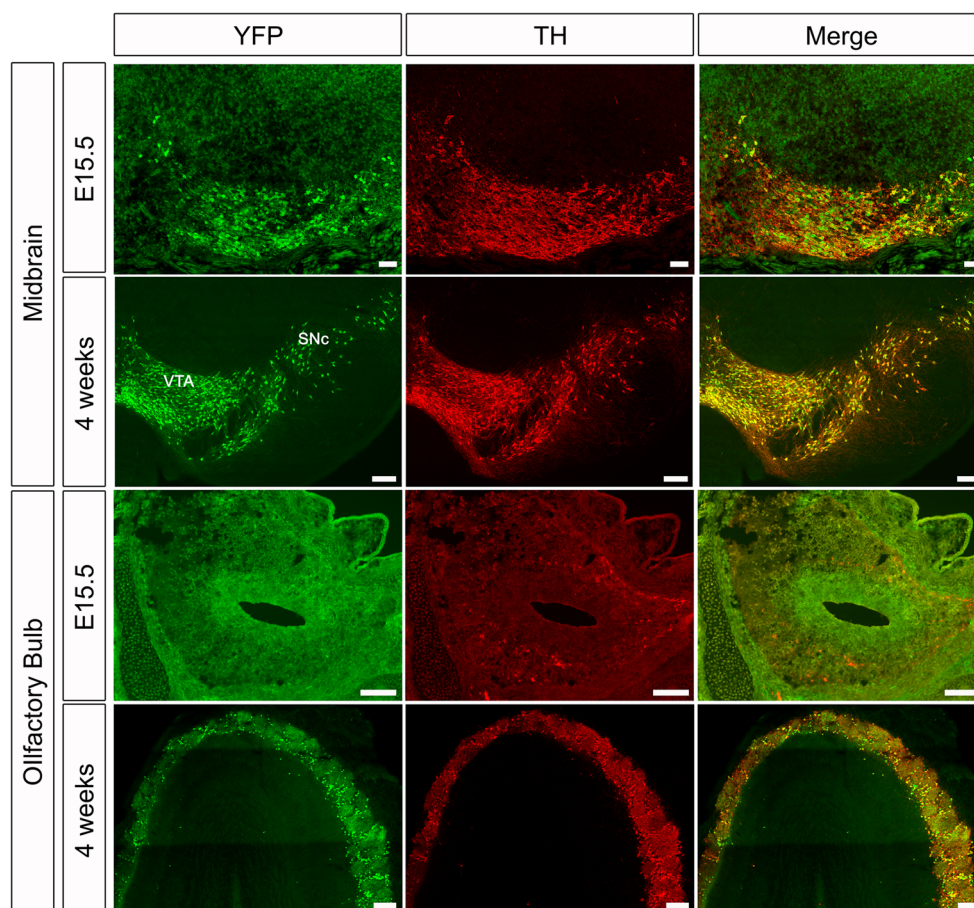 YFP
TH
Merge
Midbrain
E15.5
4 weeks
VTA
SNc
Ollfactory Bulb
E15.5
4 weeks